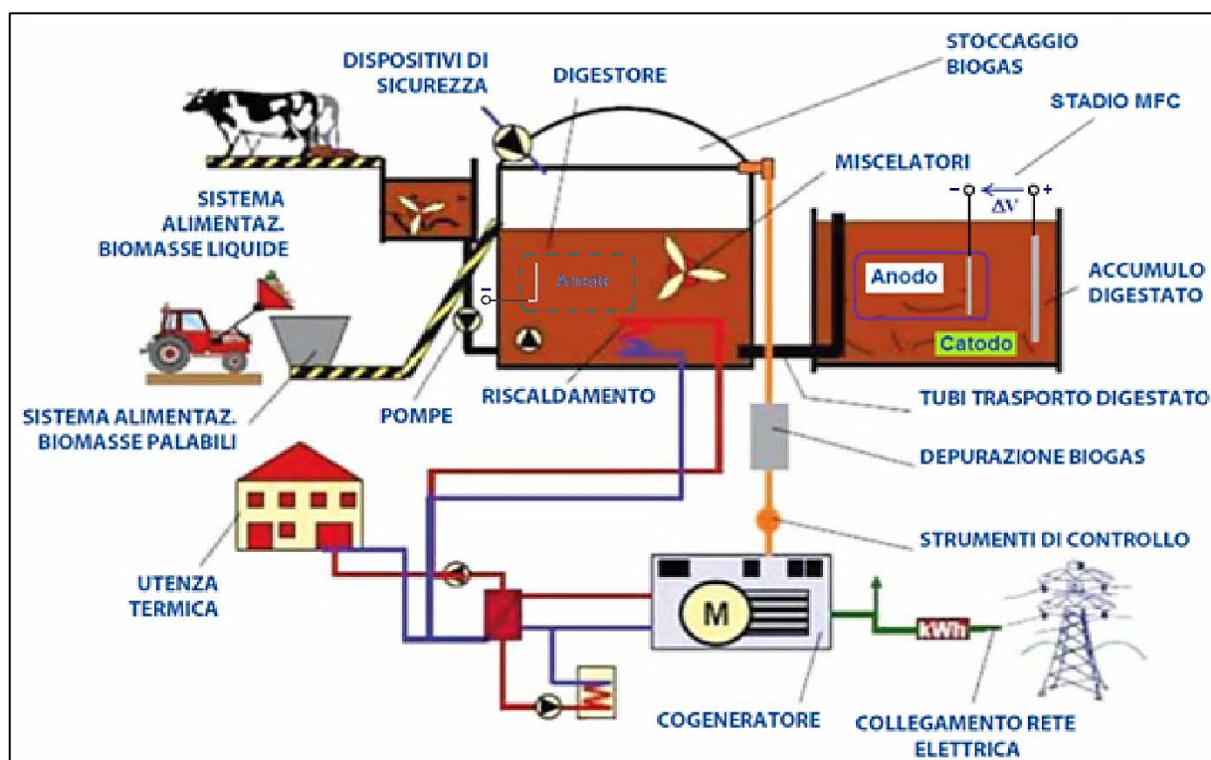 DISPOSITIVI DI
SICUREZZA
DIGESTORE
STOCCAGGIO
BIOGAS
STADIO MFC
MISCELATORI
− +
ΔV
SISTEMA
ALIMENTAZ.
BIOMASSE LIQUIDE
Anodo
−
Anodo
Catodo
ACCUMULO
DIGESTATO
RISCALDAMENTO
POMPE
TUBI TRASPORTO DIGESTATO
SISTEMA ALIMENTAZ.
BIOMASSE PALABILI
DEPURAZIONE BIOGAS
STRUMENTI DI CONTROLLO
UTENZA
TERMICA
M
kWh
COGENERATORE
COLLEGAMENTO RETE
ELETTRICA